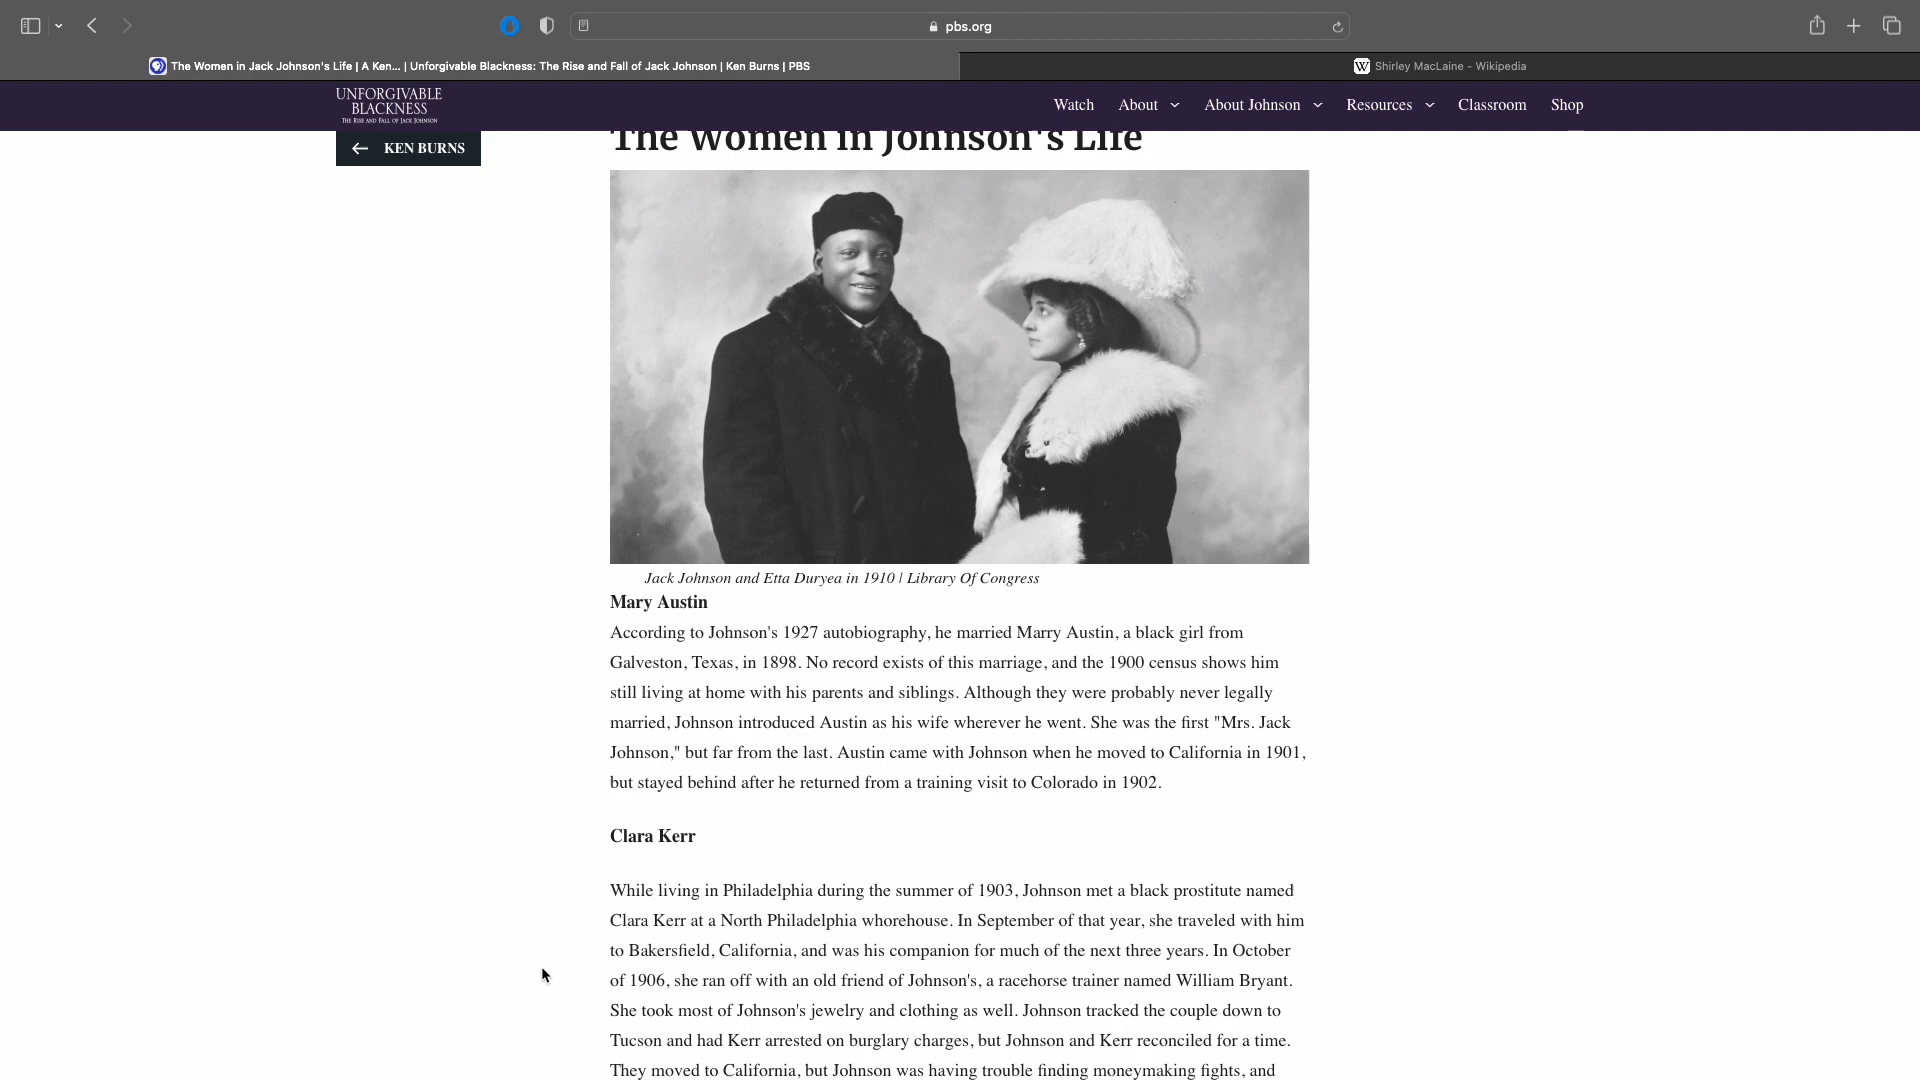 pbs.org
The Women in Jack Johnson's Life | A Ken... | Unforgivable Blackness: The Rise and Fall of Jack Johnson | Ken Burns | PBS
W Shirley MacLaine - Wikipedia
UNFORGIVABLE
BLACKNESS
THE RISE AND FALL OF JACK JOHNSON
Watch About About Johnson Resources Classroom Shop
KEN BURNS
The Women in Johnson's Life
Jack Johnson and Etta Duryea in 1910 | Library Of Congress
Mary Austin
According to Johnson's 1927 autobiography, he married Marry Austin, a black girl from
Galveston, Texas, in 1898. No record exists of this marriage, and the 1900 census shows him
still living at home with his parents and siblings. Although they were probably never legally
married, Johnson introduced Austin as his wife wherever he went. She was the first "Mrs. Jack
Johnson," but far from the last. Austin came with Johnson when he moved to California in 1901,
but stayed behind after he returned from a training visit to Colorado in 1902.
Clara Kerr
While living in Philadelphia during the summer of 1903, Johnson met a black prostitute named
Clara Kerr at a North Philadelphia whorehouse. In September of that year, she traveled with him
to Bakersfield, California, and was his companion for much of the next three years. In October
of 1906, she ran off with an old friend of Johnson's, a racehorse trainer named William Bryant.
She took most of Johnson's jewelry and clothing as well. Johnson tracked the couple down to
Tucson and had Kerr arrested on burglary charges, but Johnson and Kerr reconciled for a time.
They moved to California, but Johnson was having trouble finding moneymaking fights, and